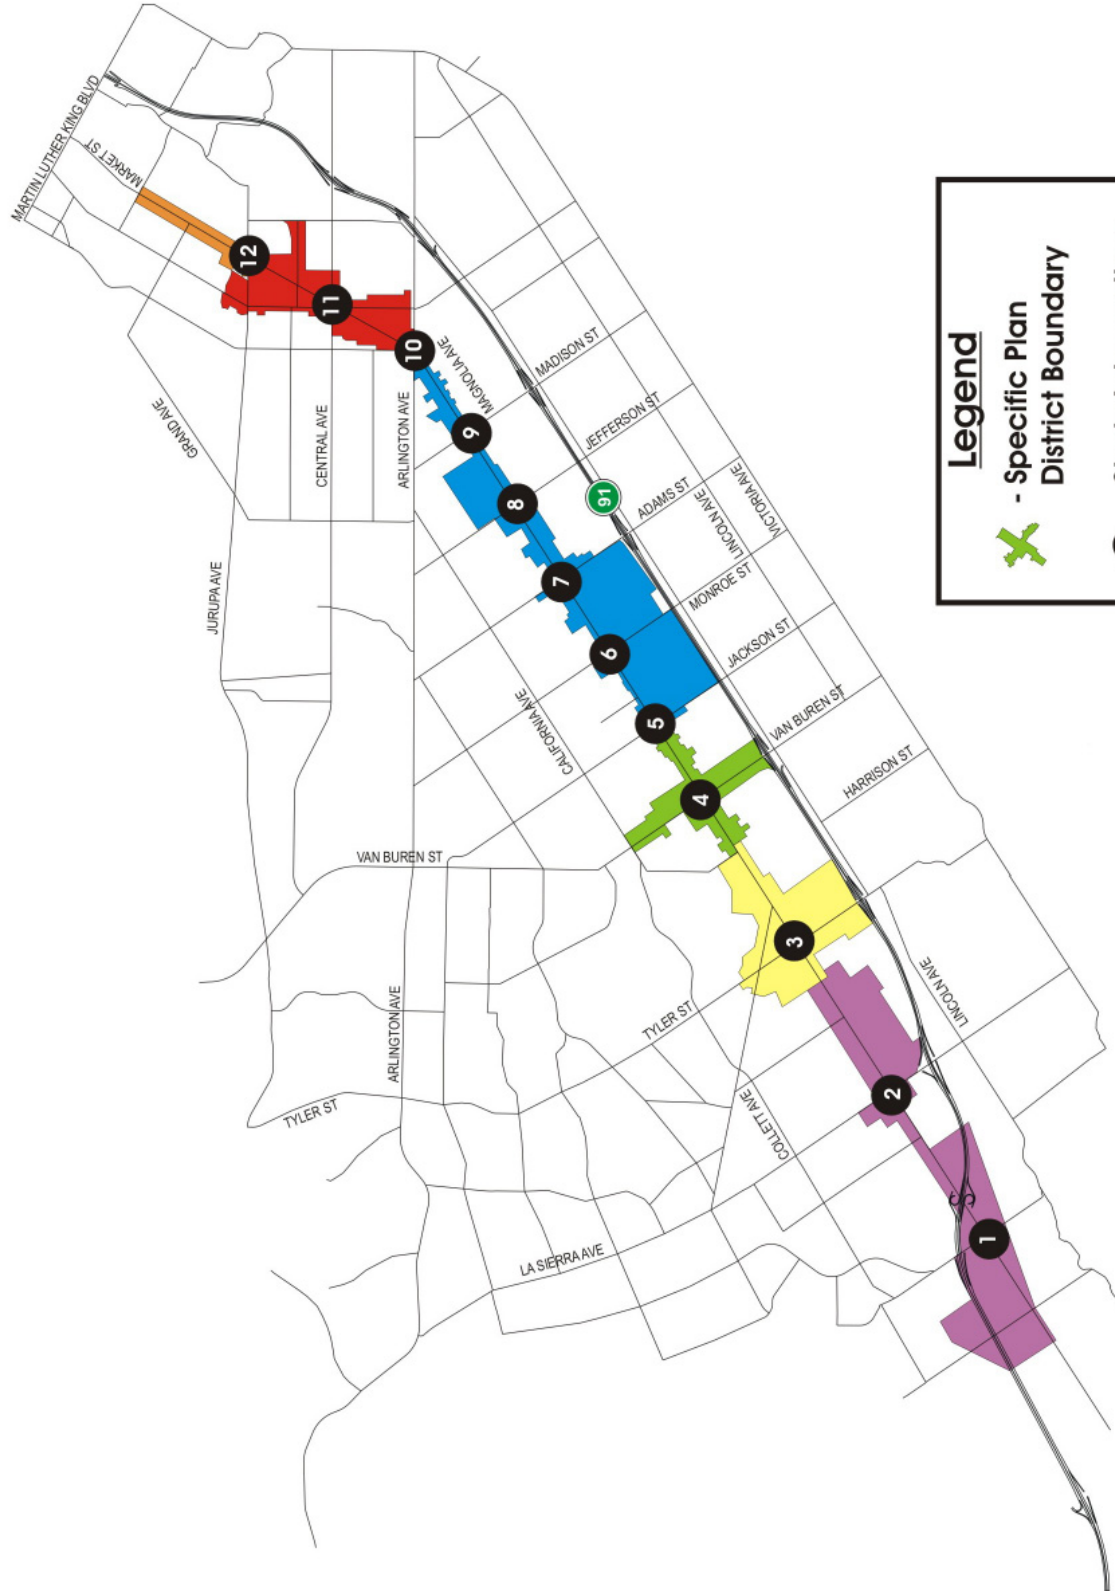 MARTIN LUTHER KING BLVD
MARKET ST
12
11
10
GRAND AVE
CENTRAL AVE
ARLINGTON AVE
MAGNOLIA AVE
9
MADISON ST
JEFFERSON ST
8
91
ADAMS ST
LINCOLN AVE
VICTORIA AVE
7
JURUPA AVE
MONROE ST
6
JACKSON ST
CALIFORNIA AVE
5
VAN BUREN ST
4
HARRISON ST
VAN BUREN ST
3
TYLER ST
LINCOLN AVE
ARLINGTON AVE
TYLER ST
COLLETT AVE
2
LA SIERRA AVE
1
Legend
- Specific Plan
District Boundary